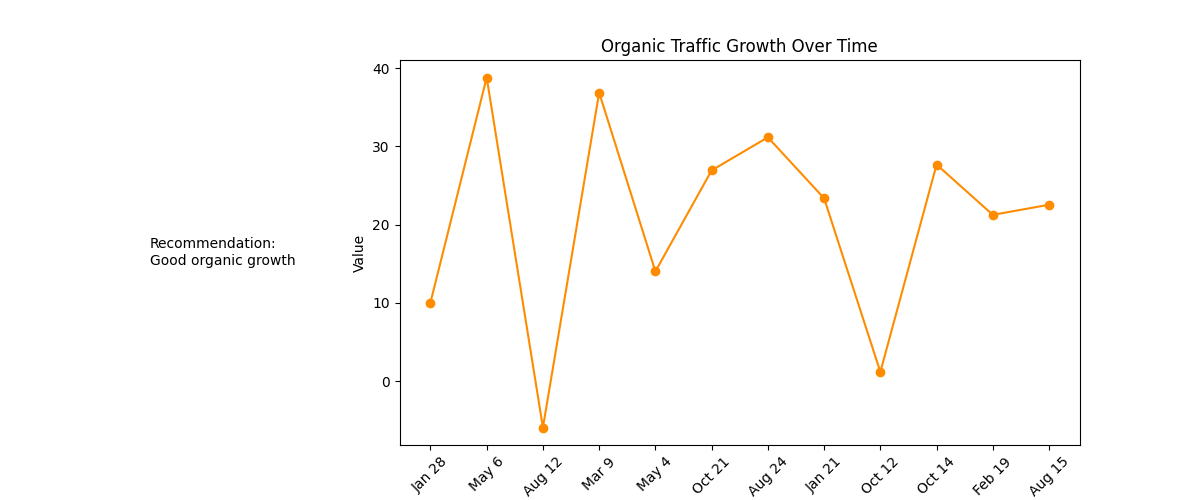 Organic Traffic Growth Over Time
Recommendation:
Good organic growth
Value
40
30
20
10
0
Jan 28
May 6
Aug 12
Mar 9
May 4
Oct 21
Aug 24
Jan 21
Oct 12
Oct 14
Feb 19
Aug 15